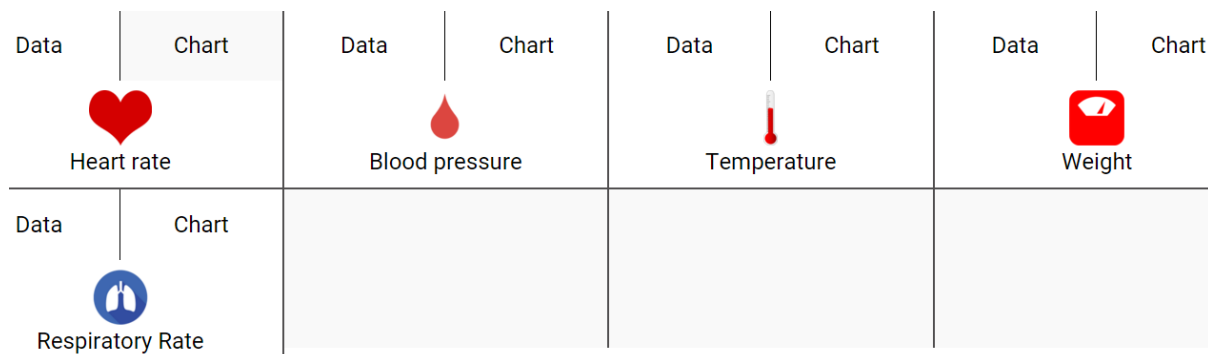 Data Chart Data Chart Data Chart Data Chart
Heart rate Blood pressure Temperature Weight
Data Chart
Respiratory Rate